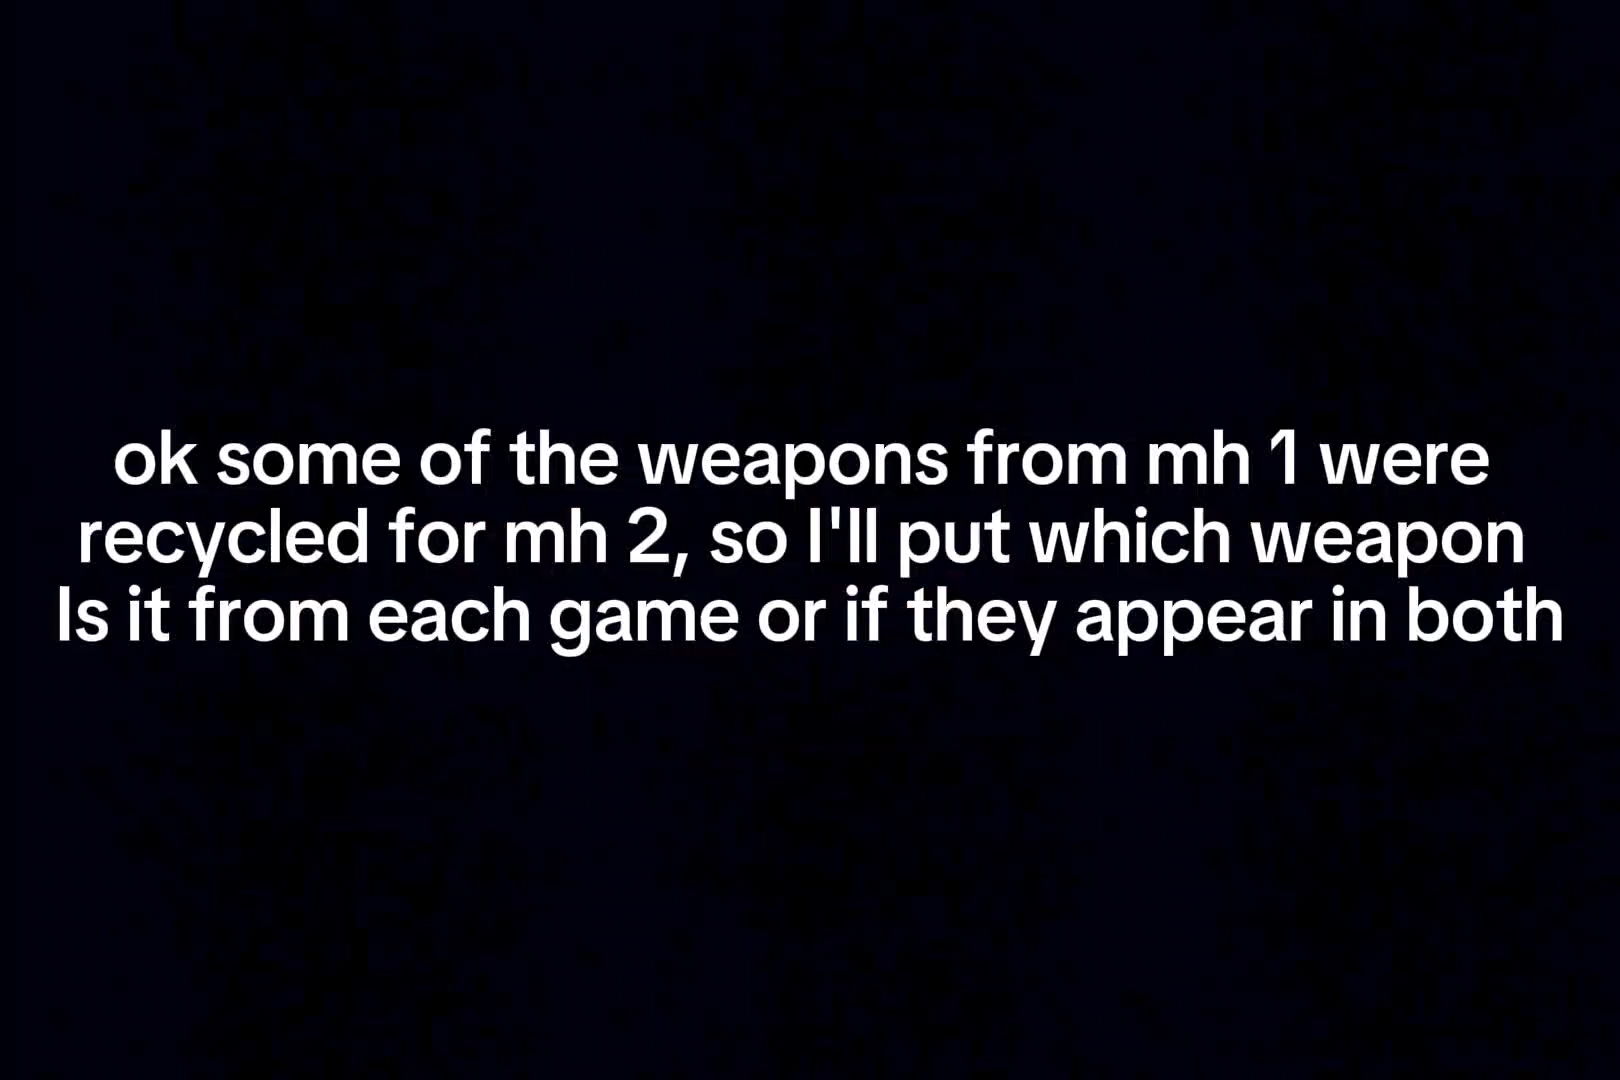 ok some of the weapons from mh 1 were
recycled for mh 2, so I'll put which weapon
Is it from each game or if they appear in both